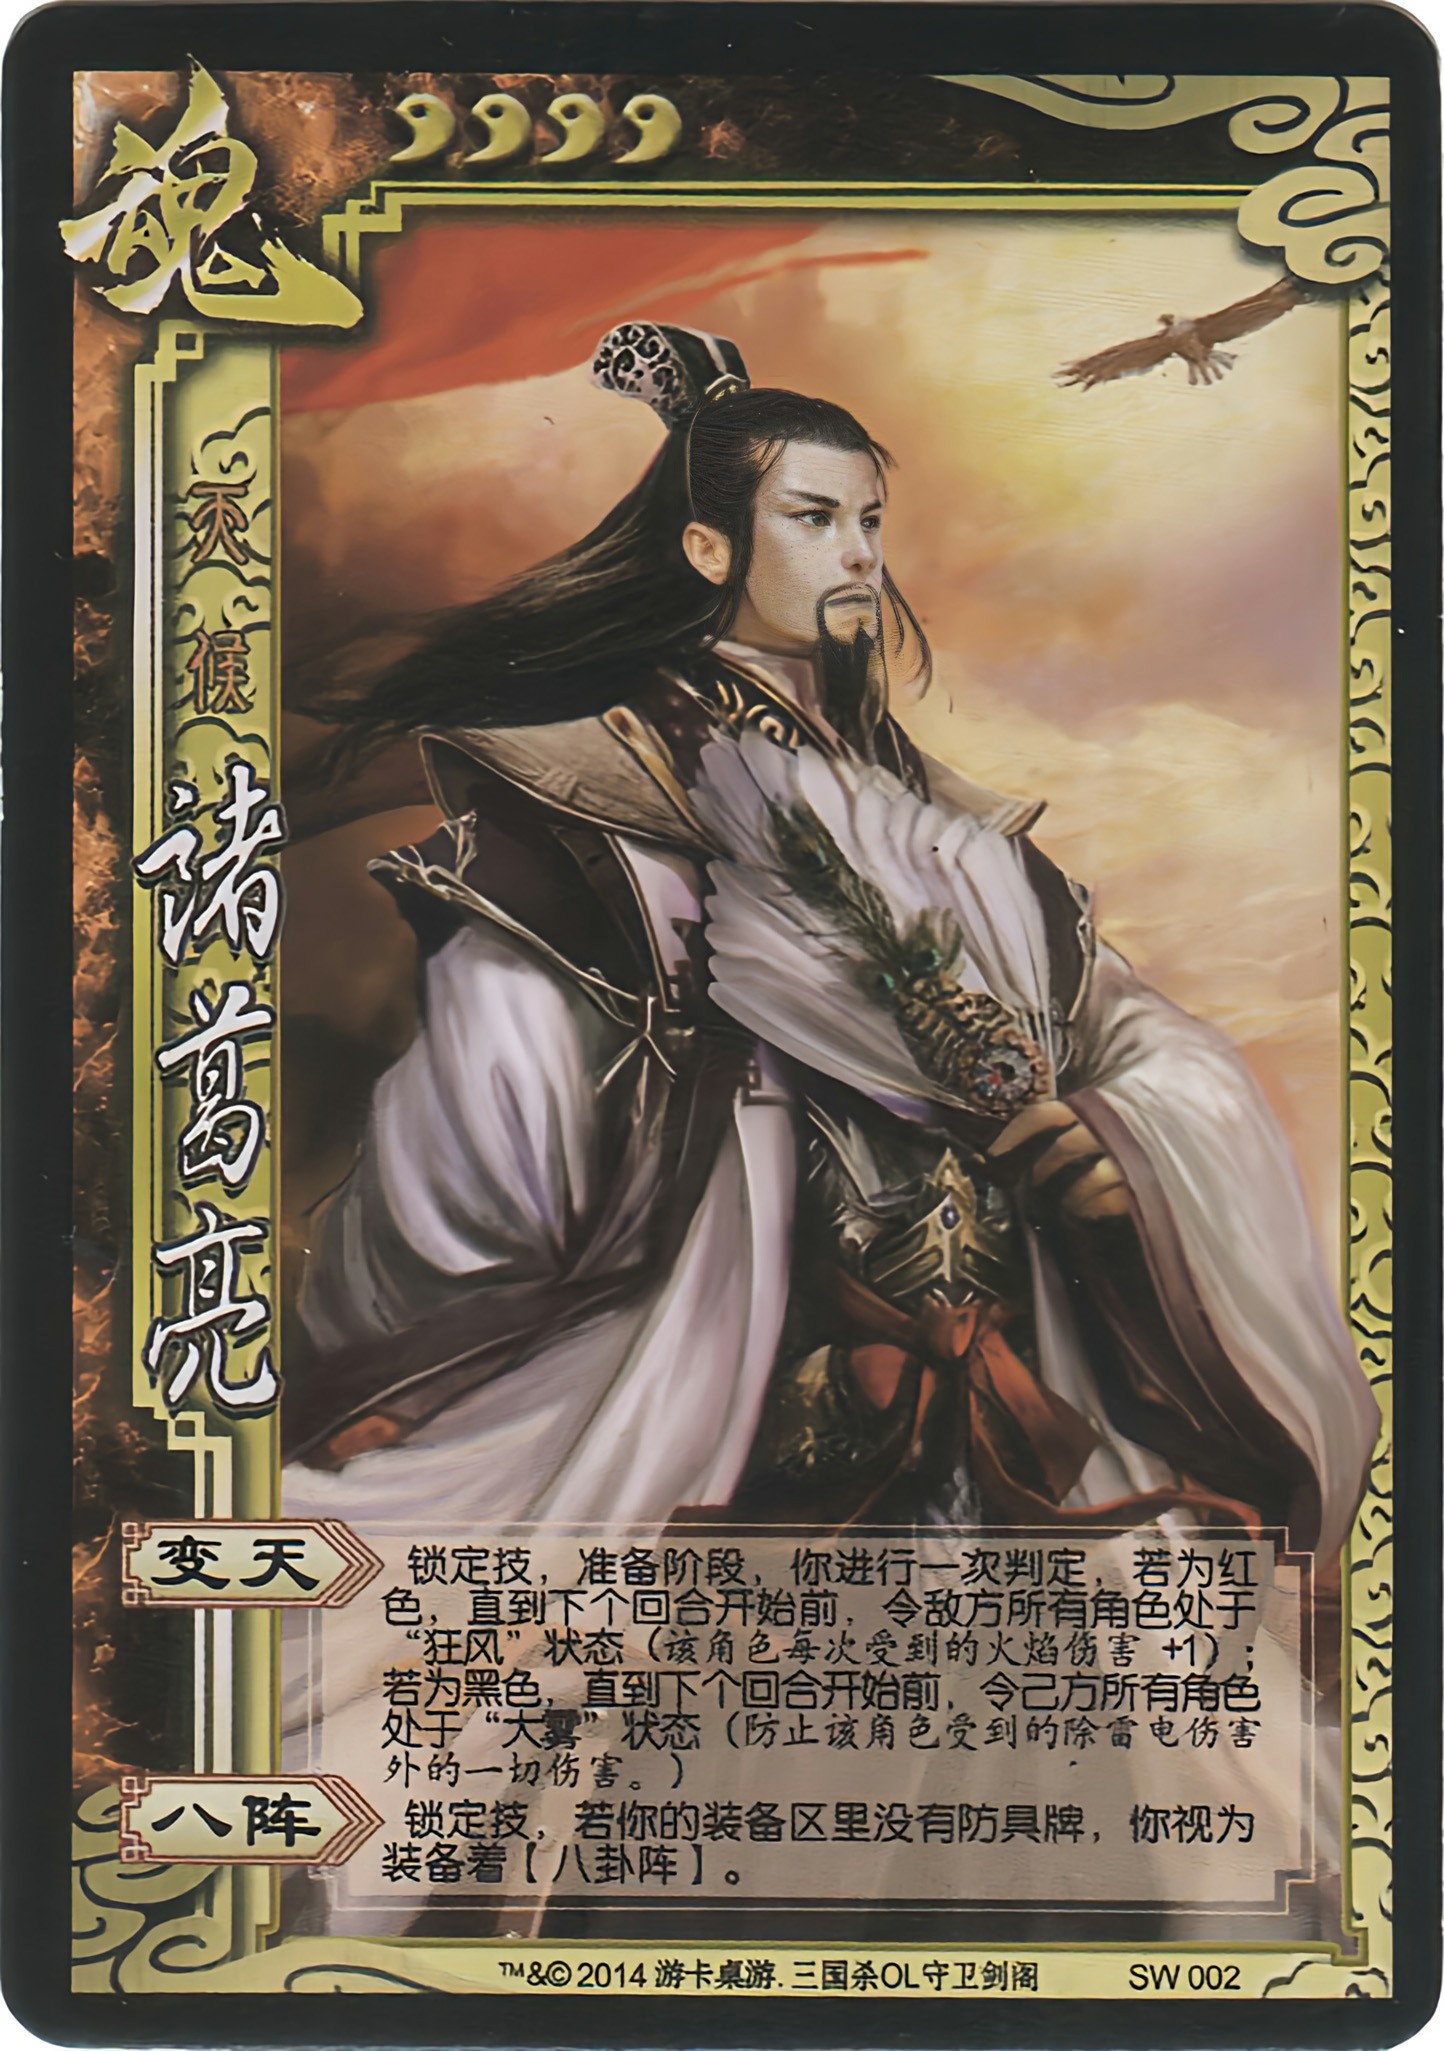 魂
天候
诸葛亮
变天
锁定技，准备阶段，你进行一次判定，若为红
色，直到下个回合开始前，令敌方所有角色处于
“狂风”状态（该角色每次受到的火焰伤害 +1）；
若为黑色，直到下个回合开始前，令己方所有角色
处于“大雾”状态（防止该角色受到的除雷电伤害
外的一切伤害。）
八阵
锁定技，若你的装备区里没有防具牌，你视为
装备着【八卦阵】。
™&© 2014 游卡桌游. 三国杀OL守卫剑阁
SW 002